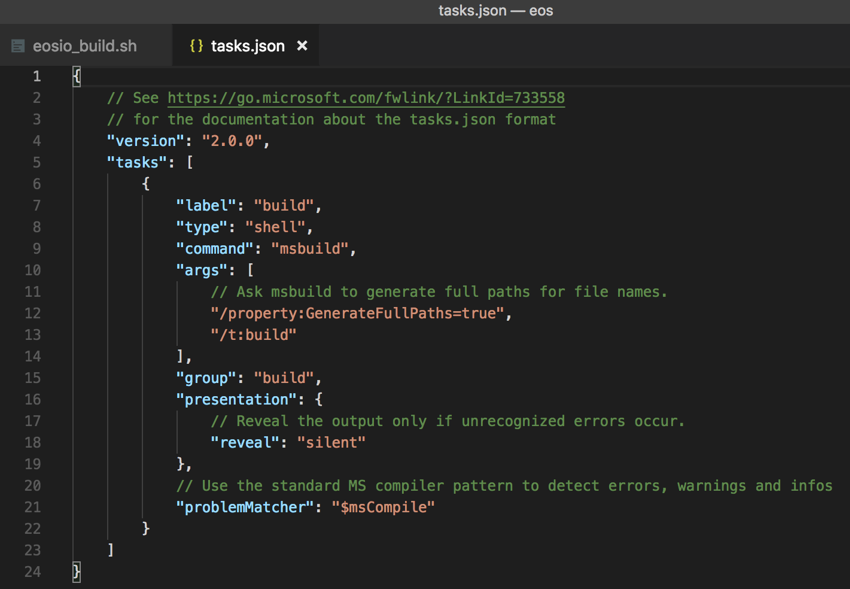 tasks.json — eos
eosio_build.sh
{} tasks.json ×
1 {
2 // See https://go.microsoft.com/fwlink/?LinkId=733558
3 // for the documentation about the tasks.json format
4 "version": "2.0.0",
5 "tasks": [
6 {
7 "label": "build",
8 "type": "shell",
9 "command": "msbuild",
10 "args": [
11 // Ask msbuild to generate full paths for file names.
12 "/property:GenerateFullPaths=true",
13 "/t:build"
14 ],
15 "group": "build",
16 "presentation": {
17 // Reveal the output only if unrecognized errors occur.
18 "reveal": "silent"
19 },
20 // Use the standard MS compiler pattern to detect errors, warnings and infos
21 "problemMatcher": "$msCompile"
22 }
23 ]
24 }